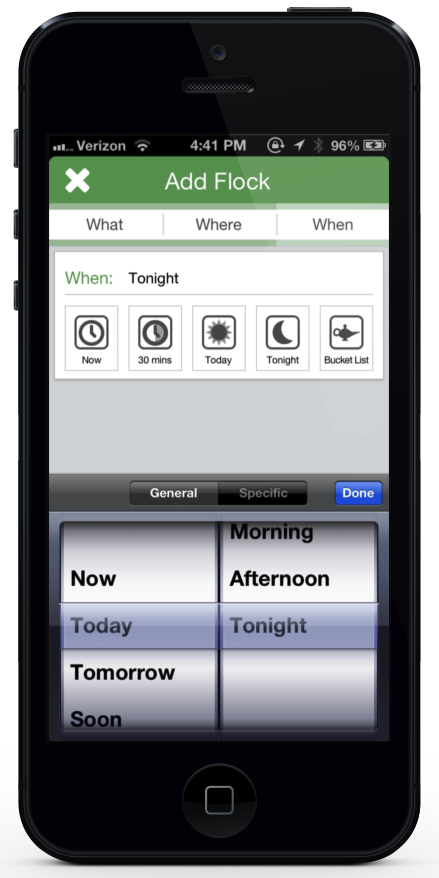 Verizon 4:41 PM 96%
Add Flock
What Where When
When: Tonight
Now 30 mins Today Tonight Bucket List
General Specific Done
Morning
Now Afternoon
Today Tonight
Tomorrow
Soon